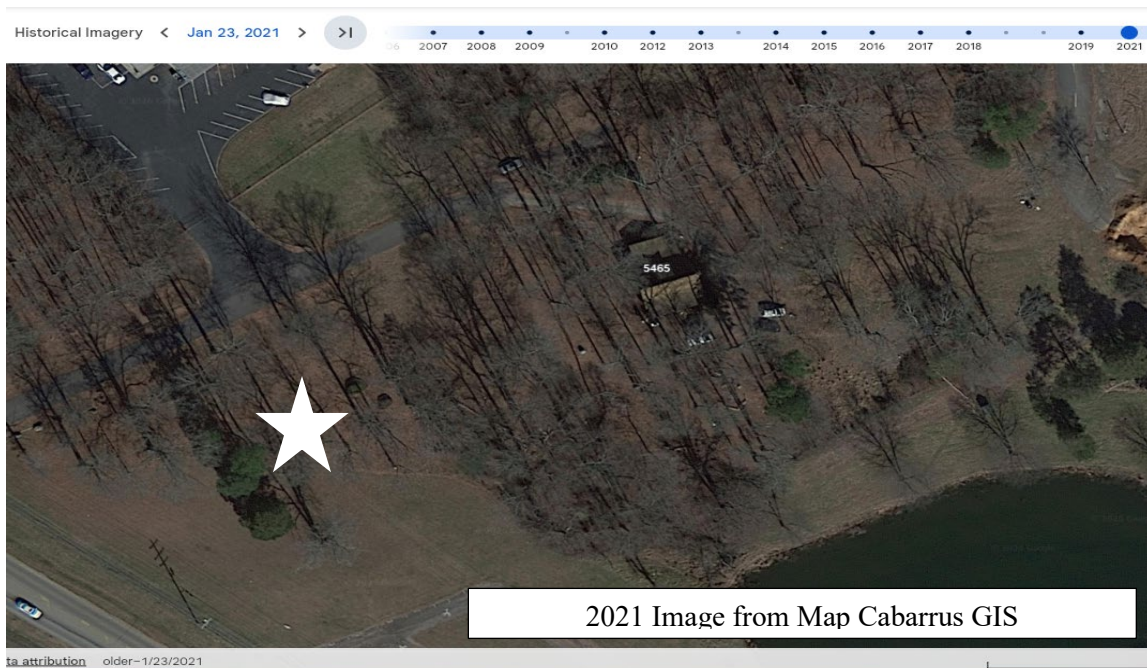 Historical Imagery < Jan 23, 2021 > >|
06 2007 2008 2009 2010 2012 2013 2014 2015 2016 2017 2018 2019 2021
5465
2021 Image from Map Cabarrus GIS
ta attribution older–1/23/2021